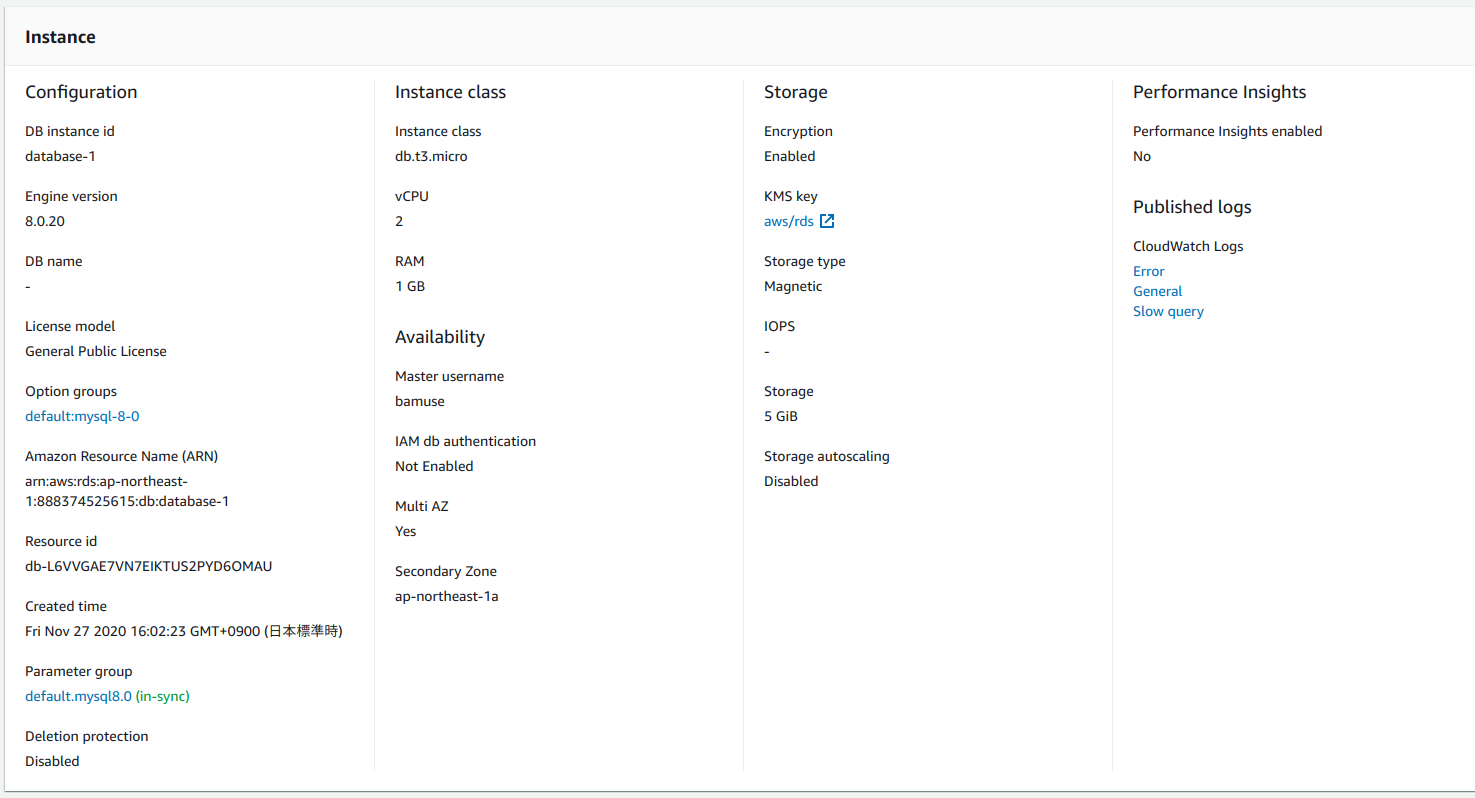 Instance
Configuration
DB instance id
database-1
Engine version
8.0.20
DB name
-
License model
General Public License
Option groups
default:mysql-8-0
Amazon Resource Name (ARN)
arn:aws:rds:ap-northeast-
1:888374525615:db:database-1
Resource id
db-L6VVGAE7VN7EIKTUS2PYD6OMAU
Created time
Fri Nov 27 2020 16:02:23 GMT+0900 (日本標準時)
Parameter group
default.mysql8.0 (in-sync)
Deletion protection
Disabled
Instance class
Instance class
db.t3.micro
vCPU
2
RAM
1 GB
Availability
Master username
bamuse
IAM db authentication
Not Enabled
Multi AZ
Yes
Secondary Zone
ap-northeast-1a
Storage
Encryption
Enabled
KMS key
aws/rds
Storage type
Magnetic
IOPS
-
Storage
5 GiB
Storage autoscaling
Disabled
Performance Insights
Performance Insights enabled
No
Published logs
CloudWatch Logs
Error
General
Slow query